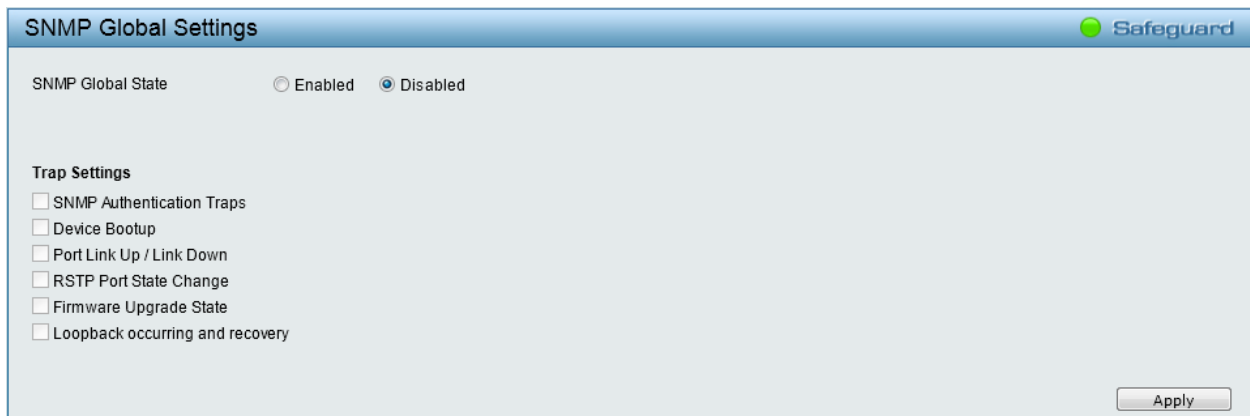 SNMP Global Settings
Safeguard
SNMP Global State Enabled Disabled
Trap Settings
SNMP Authentication Traps
Device Bootup
Port Link Up / Link Down
RSTP Port State Change
Firmware Upgrade State
Loopback occurring and recovery
Apply